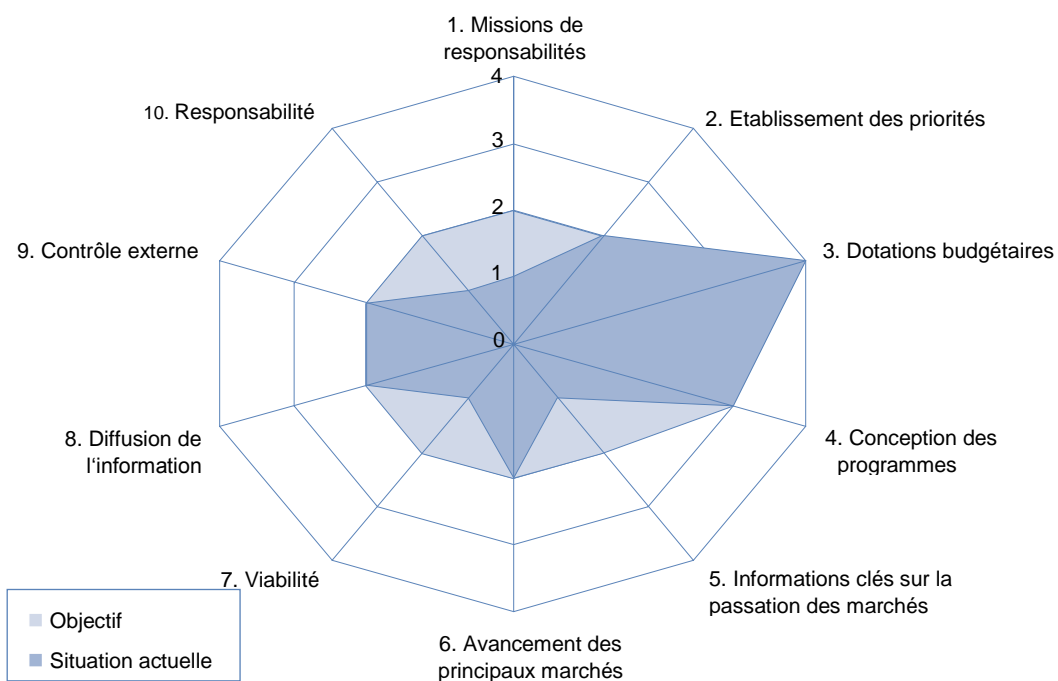 1. Missions de
responsabilités
2. Etablissement des priorités
3. Dotations budgétaires
4. Conception des
programmes
5. Informations clés sur la
passation des marchés
6. Avancement des
principaux marchés
7. Viabilité
8. Diffusion de
l‘information
9. Contrôle externe
10. Responsabilité
4
3
2
1
0
Objectif
Situation actuelle